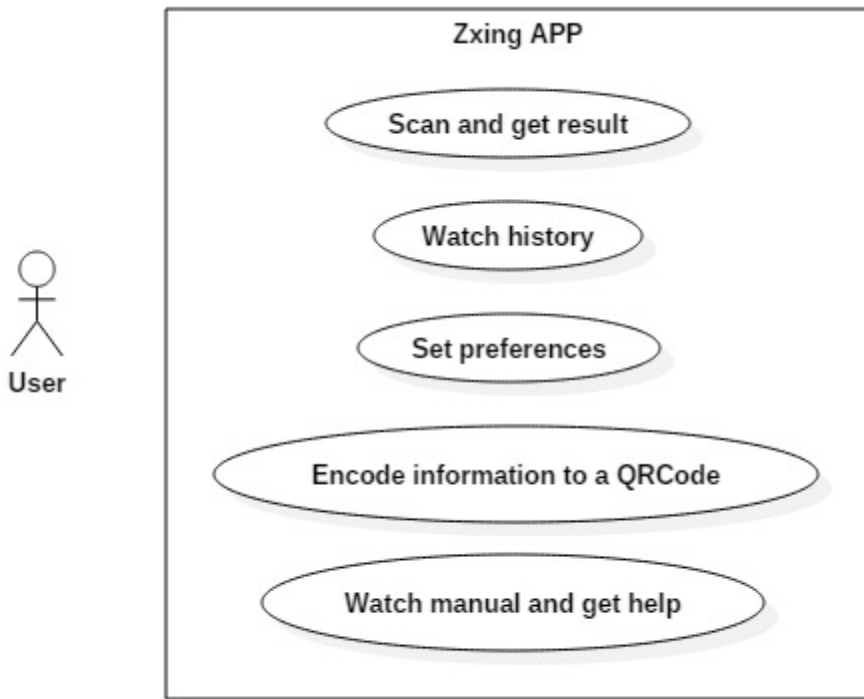 Zxing APP
Scan and get result
Watch history
Set preferences
User
Encode information to a QRCode
Watch manual and get help